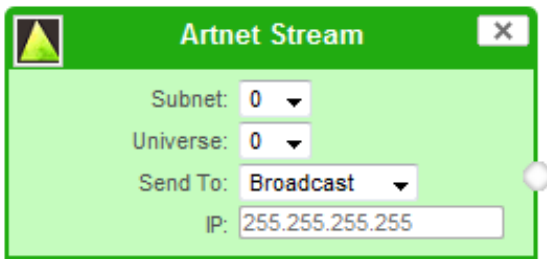 Artnet Stream
Subnet: 0
Universe: 0
Send To: Broadcast
IP: 255.255.255.255